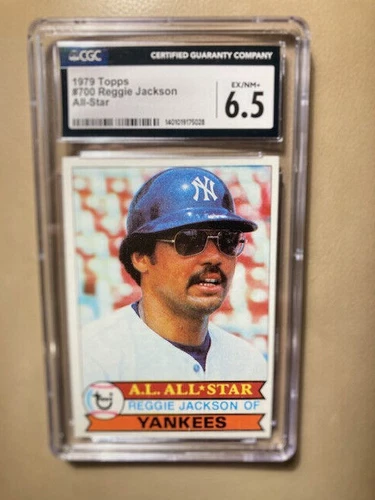 CGC CERTIFIED GUARANTY COMPANY
1979 Topps
#700 Reggie Jackson
All-Star
EX/NM+
6.5
1401019175028
NY
A.L. ALL★STAR
REGGIE JACKSON OF
YANKEES